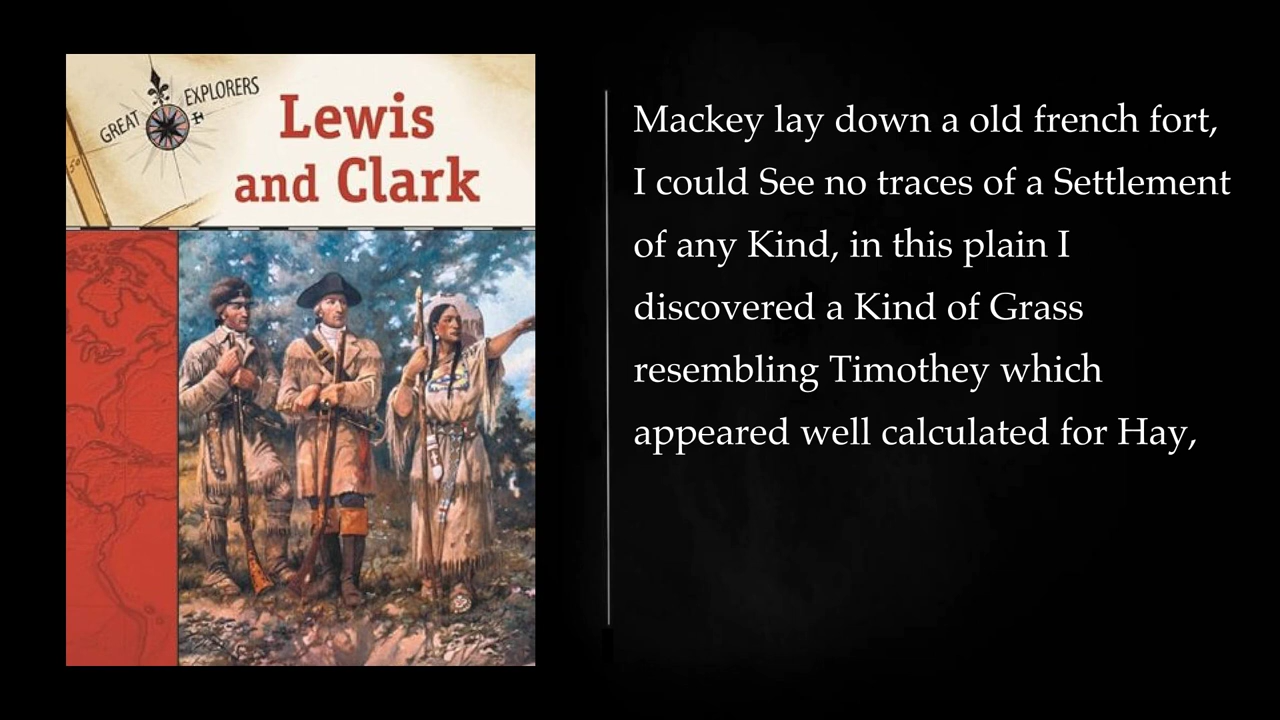 GREAT EXPLORERS
Lewis
and Clark
50
Mackey lay down a old french fort,
I could See no traces of a Settlement
of any Kind, in this plain I
discovered a Kind of Grass
resembling Timothey which
appeared well calculated for Hay,